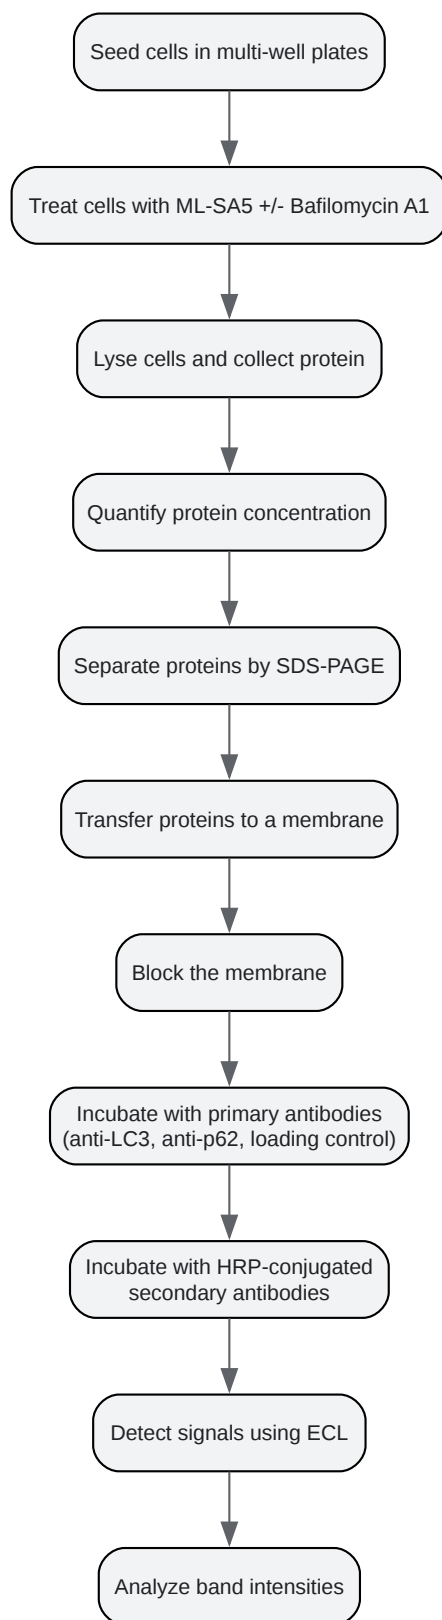 Seed cells in multi-well plates
Treat cells with ML-SA5 +/- Bafilomycin A1
Lyse cells and collect protein
Quantify protein concentration
Separate proteins by SDS-PAGE
Transfer proteins to a membrane
Block the membrane
Incubate with primary antibodies
(anti-LC3, anti-p62, loading control)
Incubate with HRP-conjugated
secondary antibodies
Detect signals using ECL
Analyze band intensities